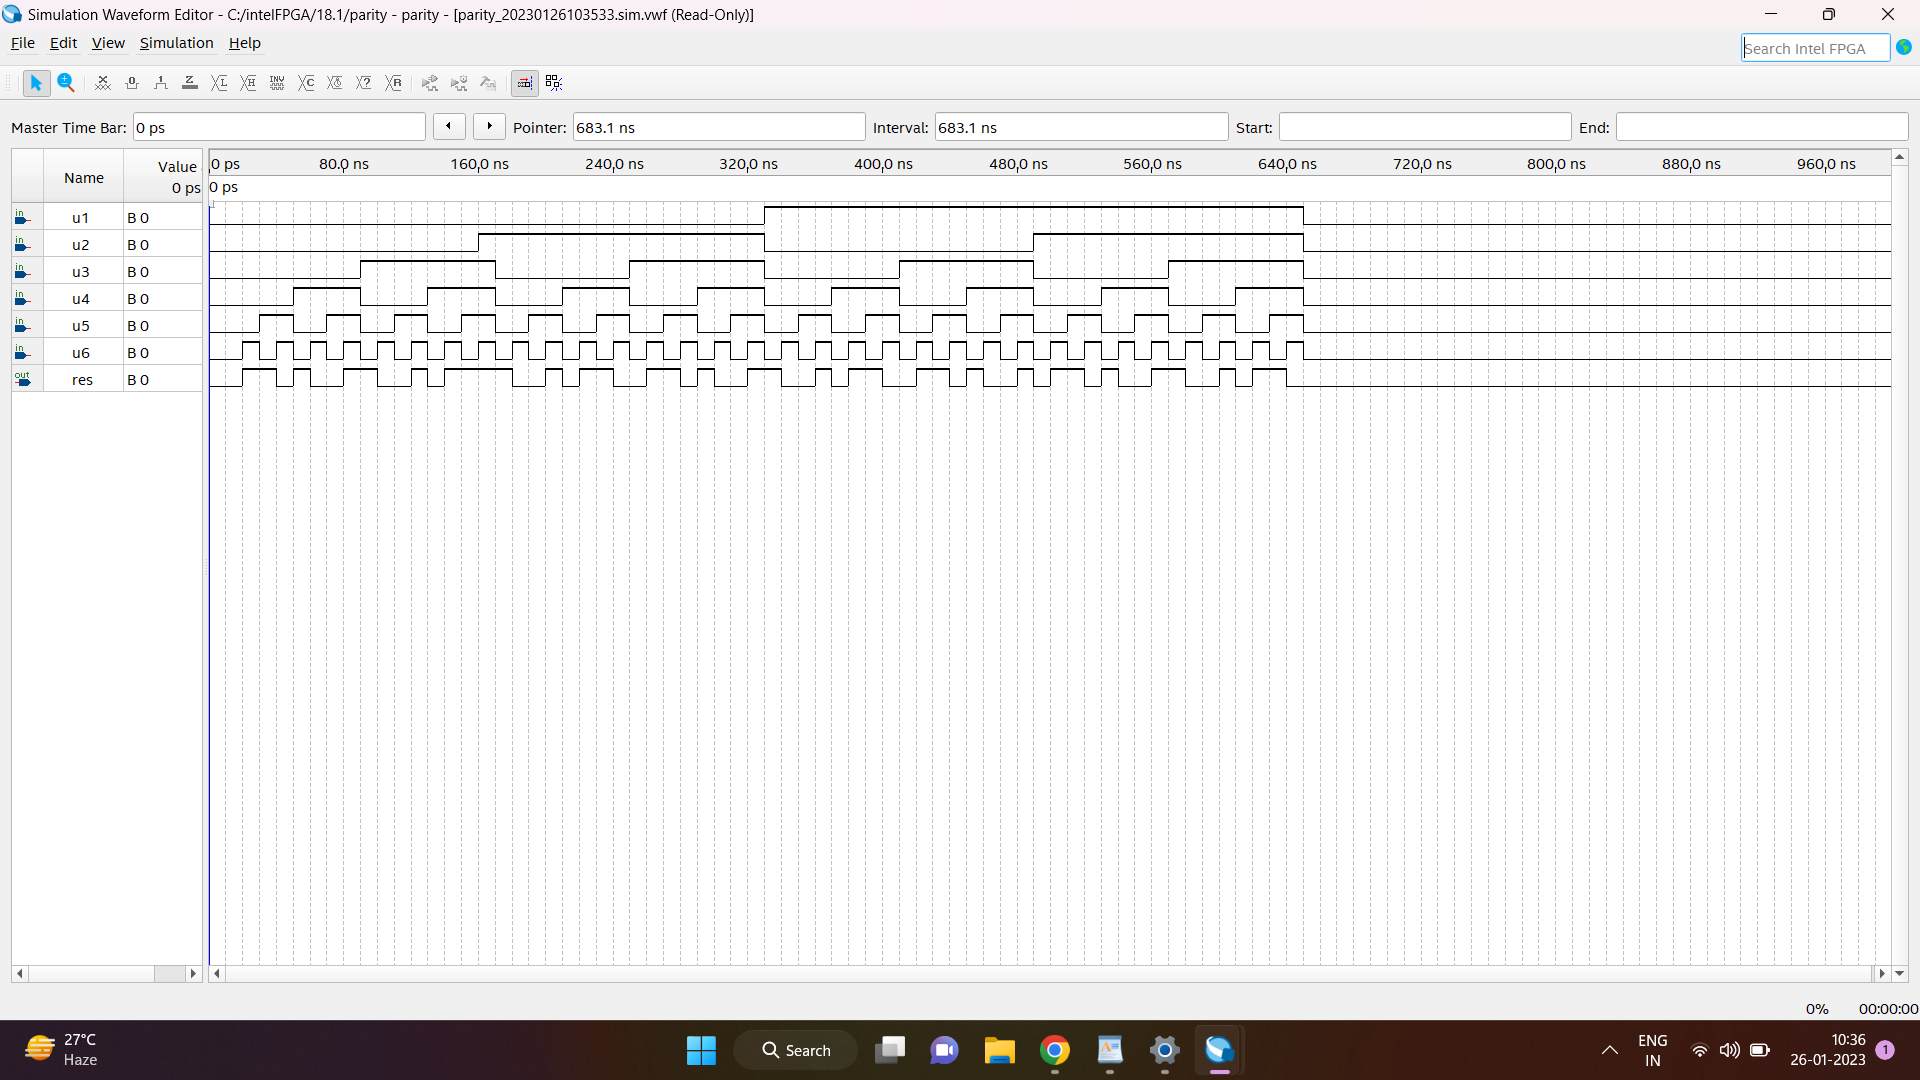 Simulation Waveform Editor - C:/intelFPGA/18.1/parity - parity - [parity_20230126103533.sim.vwf (Read-Only)]
File Edit View Simulation Help
Search Intel FPGA
Master Time Bar: 0 ps Pointer: 683.1 ns Interval: 683.1 ns Start: End:
Name
Value
0 ps
0 ps 80,0 ns 160,0 ns 240,0 ns 320,0 ns 400,0 ns 480,0 ns 560,0 ns 640,0 ns 720,0 ns 800,0 ns 880,0 ns 960,0 ns
0 ps
in u1 B 0
in u2 B 0
in u3 B 0
in u4 B 0
in u5 B 0
in u6 B 0
out res B 0
0% 00:00:00
27°C
Haze
Search
ENG
IN
10:36
26-01-2023
1